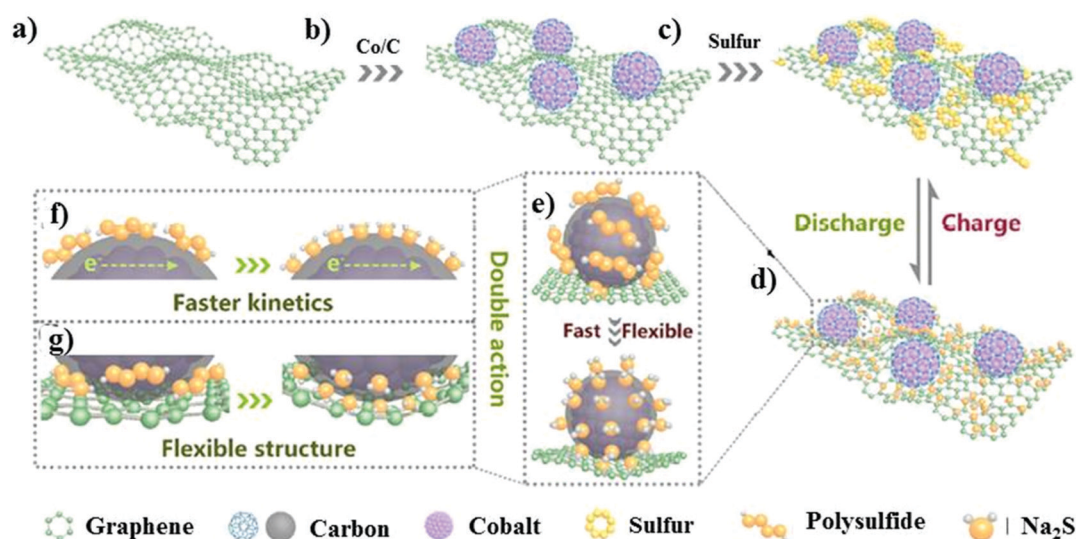 a)
b)
c)
Co/C
Sulfur
Discharge
Charge
d)
e)
Fast
Flexible
Double action
f)
e⁻
e⁻
Faster kinetics
g)
Flexible structure
Graphene
Carbon
Cobalt
Sulfur
Polysulfide
Na₂S